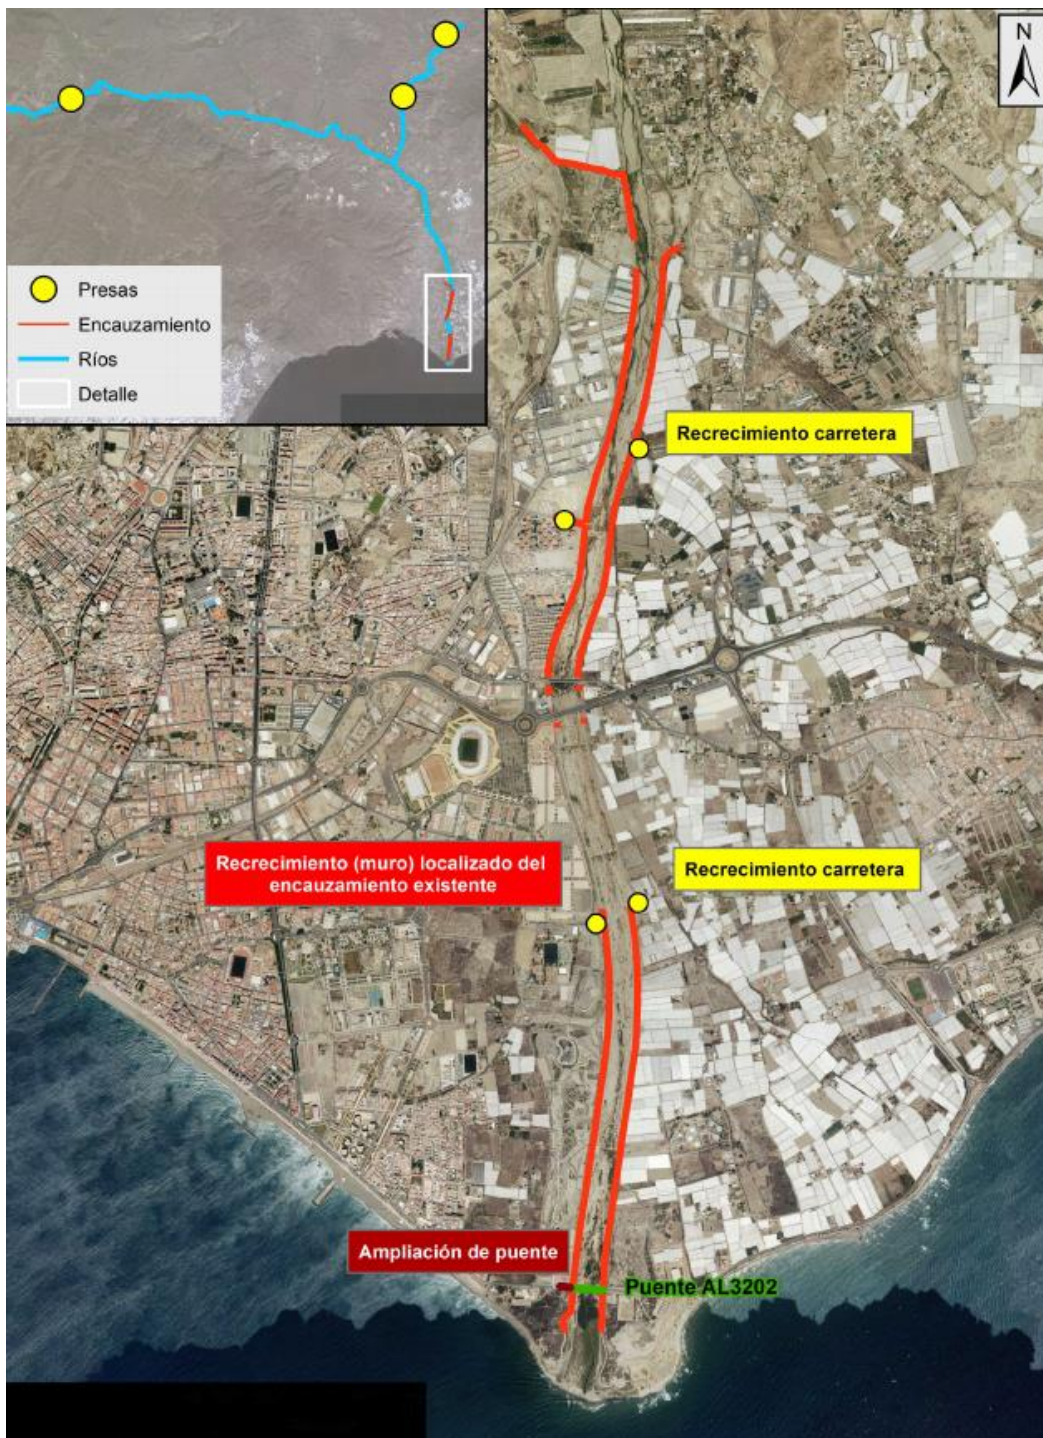 N
Presas
Encauzamiento
Ríos
Detalle
Recrecimiento carretera
Recrecimiento (muro) localizado del
encauzamiento existente
Recrecimiento carretera
Ampliación de puente
Puente AL3202